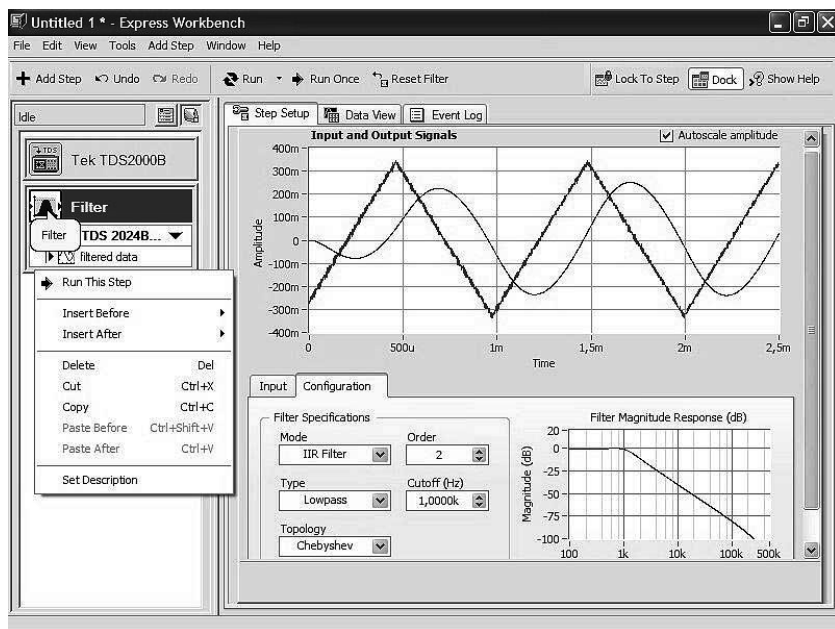 Untitled 1 * - Express Workbench
File Edit View Tools Add Step Window Help
Add Step Undo Redo Run Run Once Reset Filter Lock To Step Dock Show Help
Idle
Step Setup Data View Event Log
Input and Output Signals
Autoscale amplitude
TDS
Tek TDS2000B
Filter
Filter
TDS 2024B...
filtered data
Run This Step
Insert Before
Insert After
Delete Del
Cut Ctrl+X
Copy Ctrl+C
Paste Before Ctrl+Shift+V
Paste After Ctrl+V
Set Description
Amplitude
400m
300m
200m
100m
0
-100m
-200m
-300m
-400m
0 500u 1m 1,5m 2m 2,5m
Time
Input Configuration
Filter Specifications
Mode Order
IIR Filter 2
Type Cutoff (Hz)
Lowpass 1,0000k
Topology
Chebyshev
Filter Magnitude Response (dB)
Magnitude (dB)
20
0
-25
-50
-75
-100
100 1k 10k 100k 500k